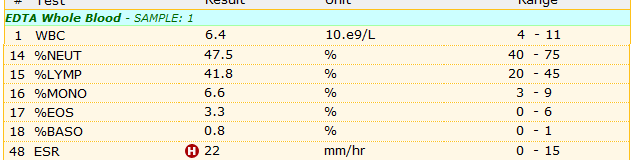 # Test Result Unit Range
EDTA Whole Blood - SAMPLE: 1
1 WBC 6.4 10.e9/L 4 - 11
14 %NEUT 47.5 % 40 - 75
15 %LYMP 41.8 % 20 - 45
16 %MONO 6.6 % 3 - 9
17 %EOS 3.3 % 0 - 6
18 %BASO 0.8 % 0 - 1
48 ESR H 22 mm/hr 0 - 15